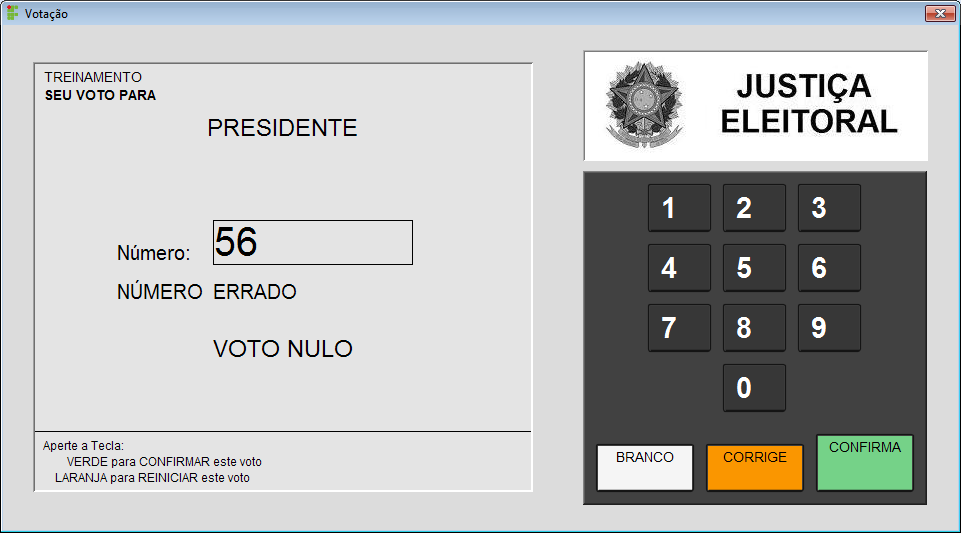 Votação
TREINAMENTO
SEU VOTO PARA
PRESIDENTE
Número: 56
NÚMERO ERRADO
VOTO NULO
Aperte a Tecla:
VERDE para CONFIRMAR este voto
LARANJA para REINICIAR este voto
JUSTIÇA
ELEITORAL
1 2 3
4 5 6
7 8 9
0
BRANCO CORRIGE CONFIRMA